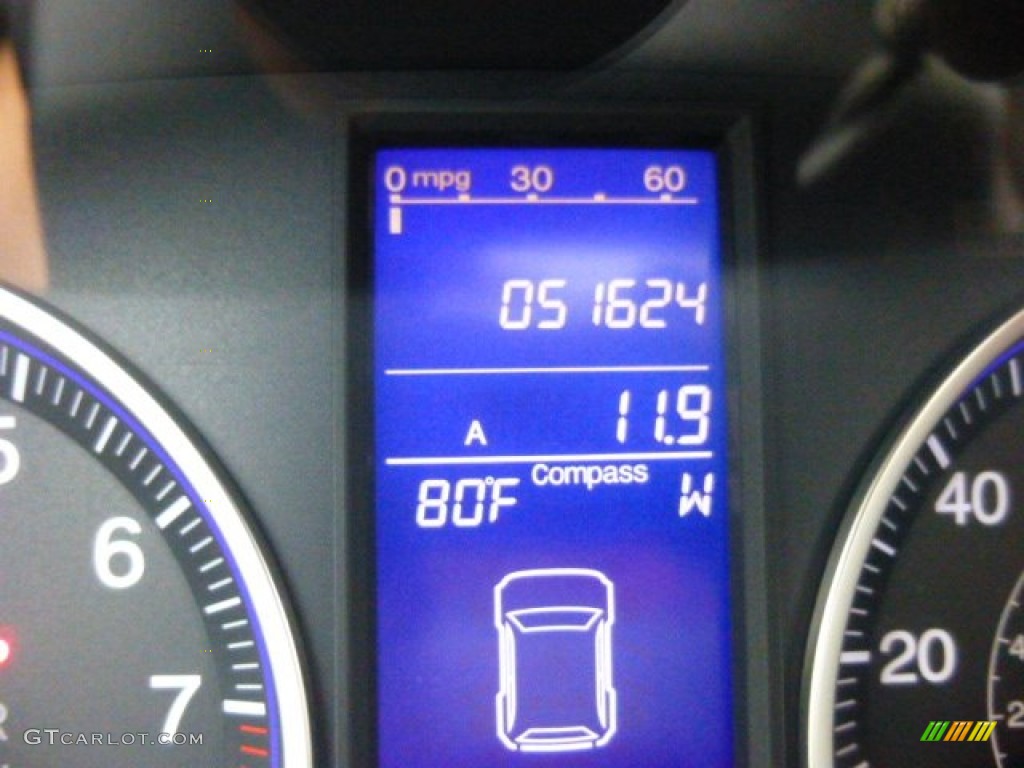 0 mpg 30 60
051624
A 11.9
Compass
80°F W
5
6
7
40
20
GTCARLOT.COM